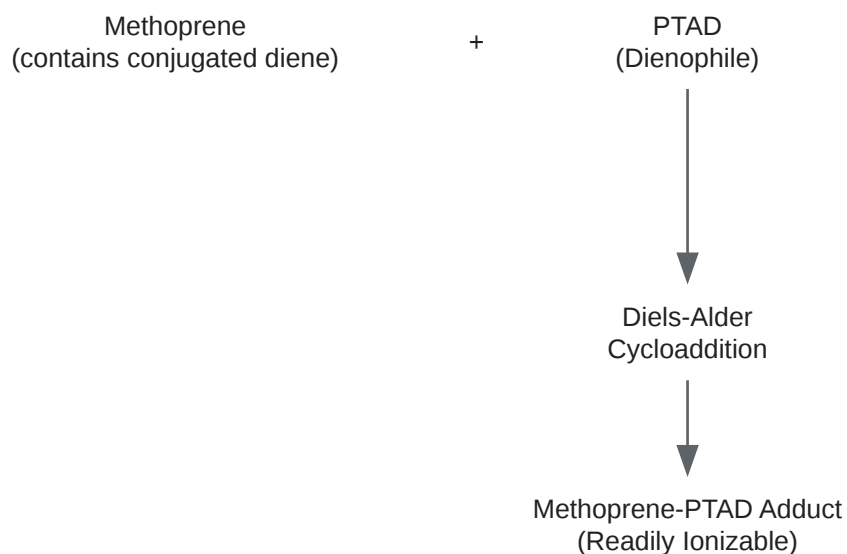 Methoprene
(contains conjugated diene)
+
PTAD
(Dienophile)
Diels-Alder
Cycloaddition
Methoprene-PTAD Adduct
(Readily Ionizable)